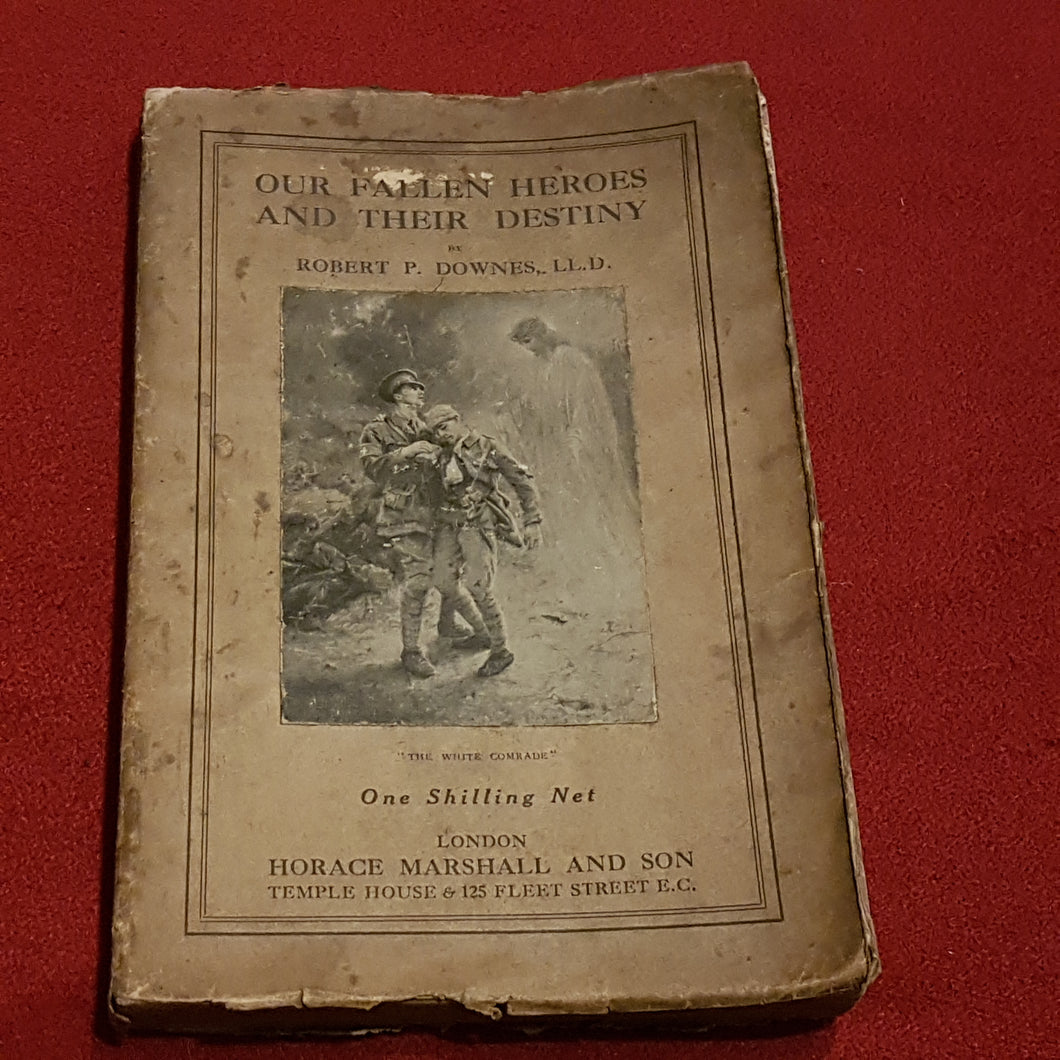 OUR FALLEN HEROES
AND THEIR DESTINY
BY
ROBERT P. DOWNES, LL.D.
"THE WHITE COMRADE"
One Shilling Net
LONDON
HORACE MARSHALL AND SON
TEMPLE HOUSE & 125 FLEET STREET E.C.